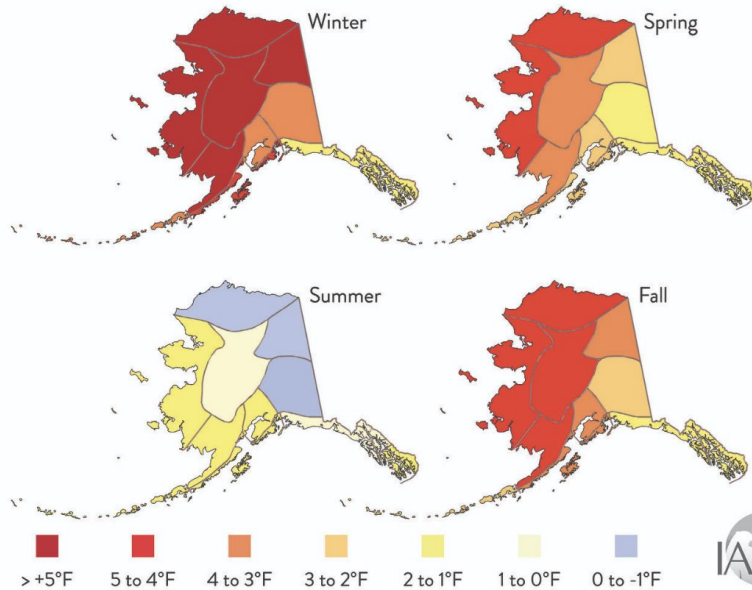 Winter
Spring
Summer
Fall
> +5°F
5 to 4°F
4 to 3°F
3 to 2°F
2 to 1°F
1 to 0°F
0 to -1°F